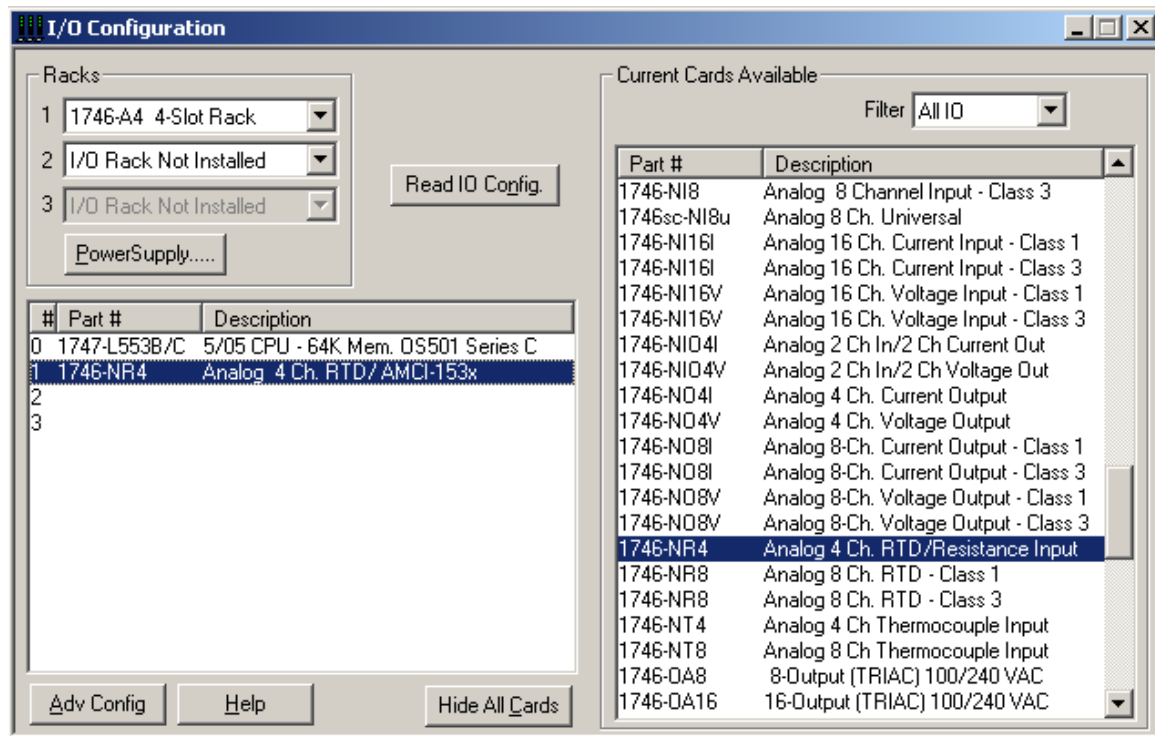 I/O Configuration
Racks
1 1746-A4 4-Slot Rack
2 I/O Rack Not Installed
3 I/O Rack Not Installed
PowerSupply.....
Read IO Config.
# Part # Description
0 1747-L553B/C 5/05 CPU - 64K Mem. OS501 Series C
1 1746-NR4 Analog 4 Ch. RTD/ AMCI-153x
2
3
Adv Config Help Hide All Cards
Current Cards Available
Filter All IO
Part # Description
1746-NI8 Analog 8 Channel Input - Class 3
1746sc-NI8u Analog 8 Ch. Universal
1746-NI16I Analog 16 Ch. Current Input - Class 1
1746-NI16I Analog 16 Ch. Current Input - Class 3
1746-NI16V Analog 16 Ch. Voltage Input - Class 1
1746-NI16V Analog 16 Ch. Voltage Input - Class 3
1746-NIO4I Analog 2 Ch In/2 Ch Current Out
1746-NIO4V Analog 2 Ch In/2 Ch Voltage Out
1746-NO4I Analog 4 Ch. Current Output
1746-NO4V Analog 4 Ch. Voltage Output
1746-NO8I Analog 8-Ch. Current Output - Class 1
1746-NO8I Analog 8-Ch. Current Output - Class 3
1746-NO8V Analog 8-Ch. Voltage Output - Class 1
1746-NO8V Analog 8-Ch. Voltage Output - Class 3
1746-NR4 Analog 4 Ch. RTD/Resistance Input
1746-NR8 Analog 8 Ch. RTD - Class 1
1746-NR8 Analog 8 Ch. RTD - Class 3
1746-NT4 Analog 4 Ch Thermocouple Input
1746-NT8 Analog 8 Ch Thermocouple Input
1746-OA8 8-Output (TRIAC) 100/240 VAC
1746-OA16 16-Output (TRIAC) 100/240 VAC